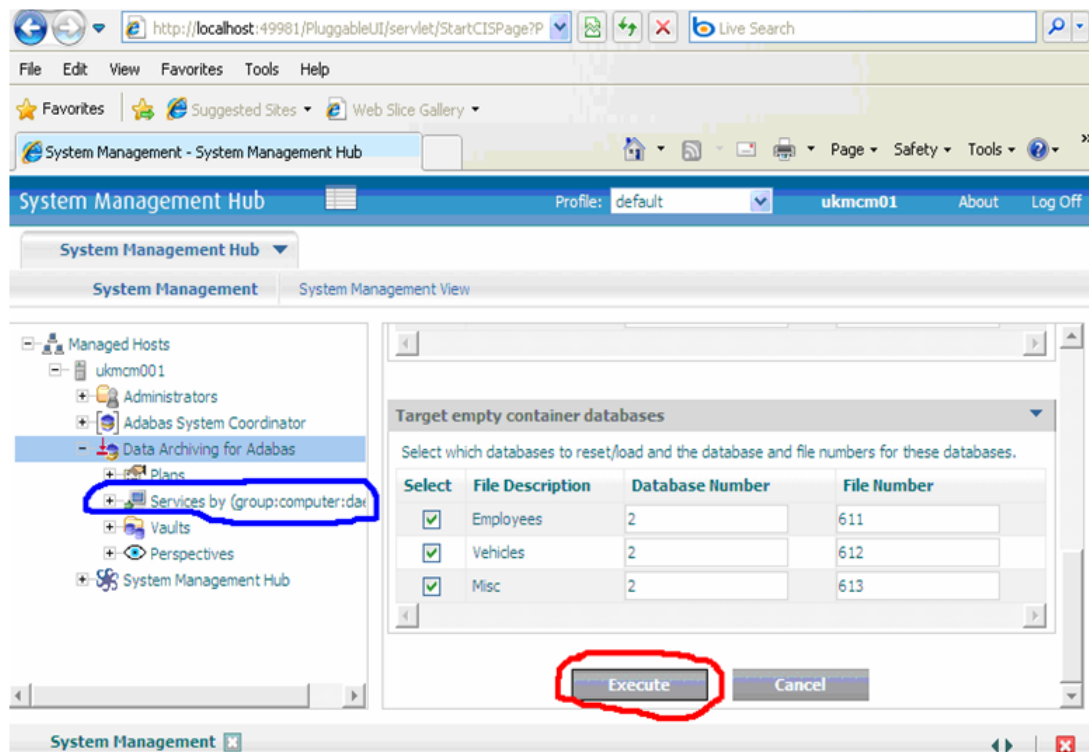 http://localhost:49981/PluggableUI/servlet/StartCISPage?P
Live Search
File Edit View Favorites Tools Help
Favorites Suggested Sites Web Slice Gallery
System Management - System Management Hub
Page Safety Tools
System Management Hub Profile: default ukmcm01 About Log Off
System Management Hub
System Management System Management View
Managed Hosts
ukmcm001
Administrators
Adabas System Coordinator
Data Archiving for Adabas
Plans
Services by (group:computer:dae
Vaults
Perspectives
System Management Hub
Target empty container databases
Select which databases to reset/load and the database and file numbers for these databases.
Select File Description Database Number File Number
Employees 2 611
Vehicles 2 612
Misc 2 613
Execute Cancel
System Management